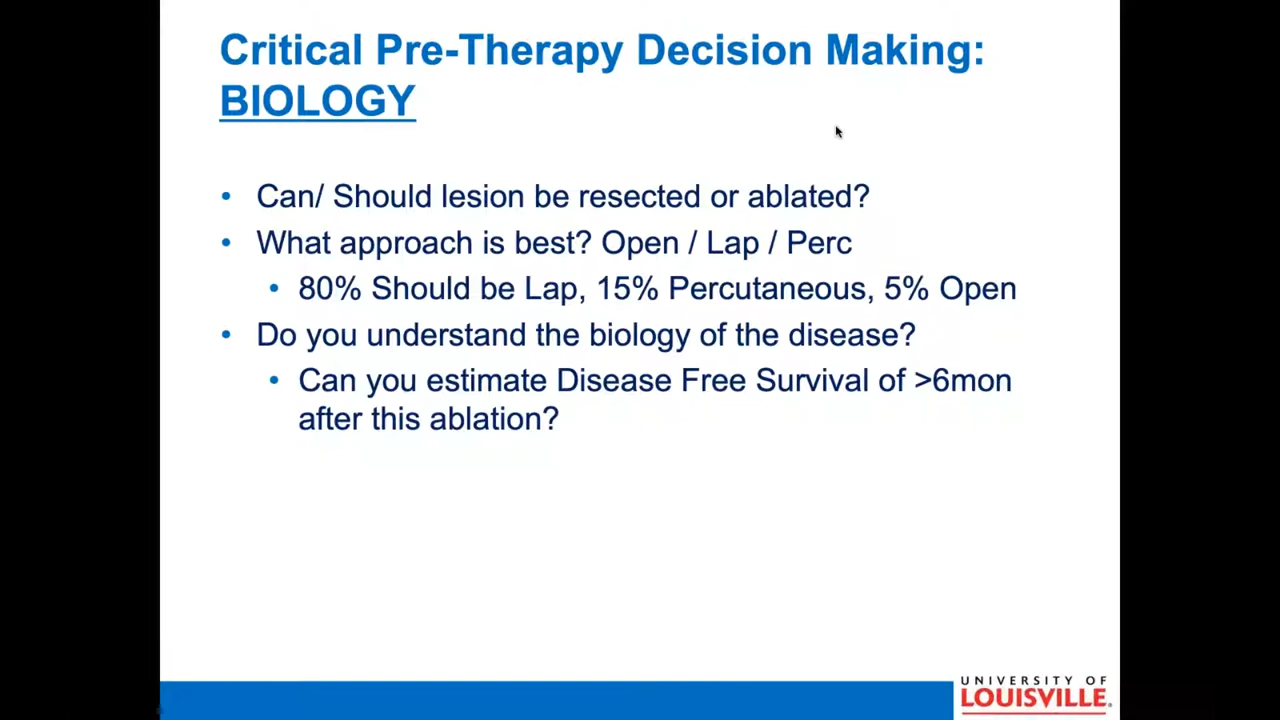 Critical Pre-Therapy Decision Making:
BIOLOGY
• Can/ Should lesion be resected or ablated?
• What approach is best? Open / Lap / Perc
• 80% Should be Lap, 15% Percutaneous, 5% Open
• Do you understand the biology of the disease?
• Can you estimate Disease Free Survival of >6mon
after this ablation?
UNIVERSITY OF
LOUISVILLE.